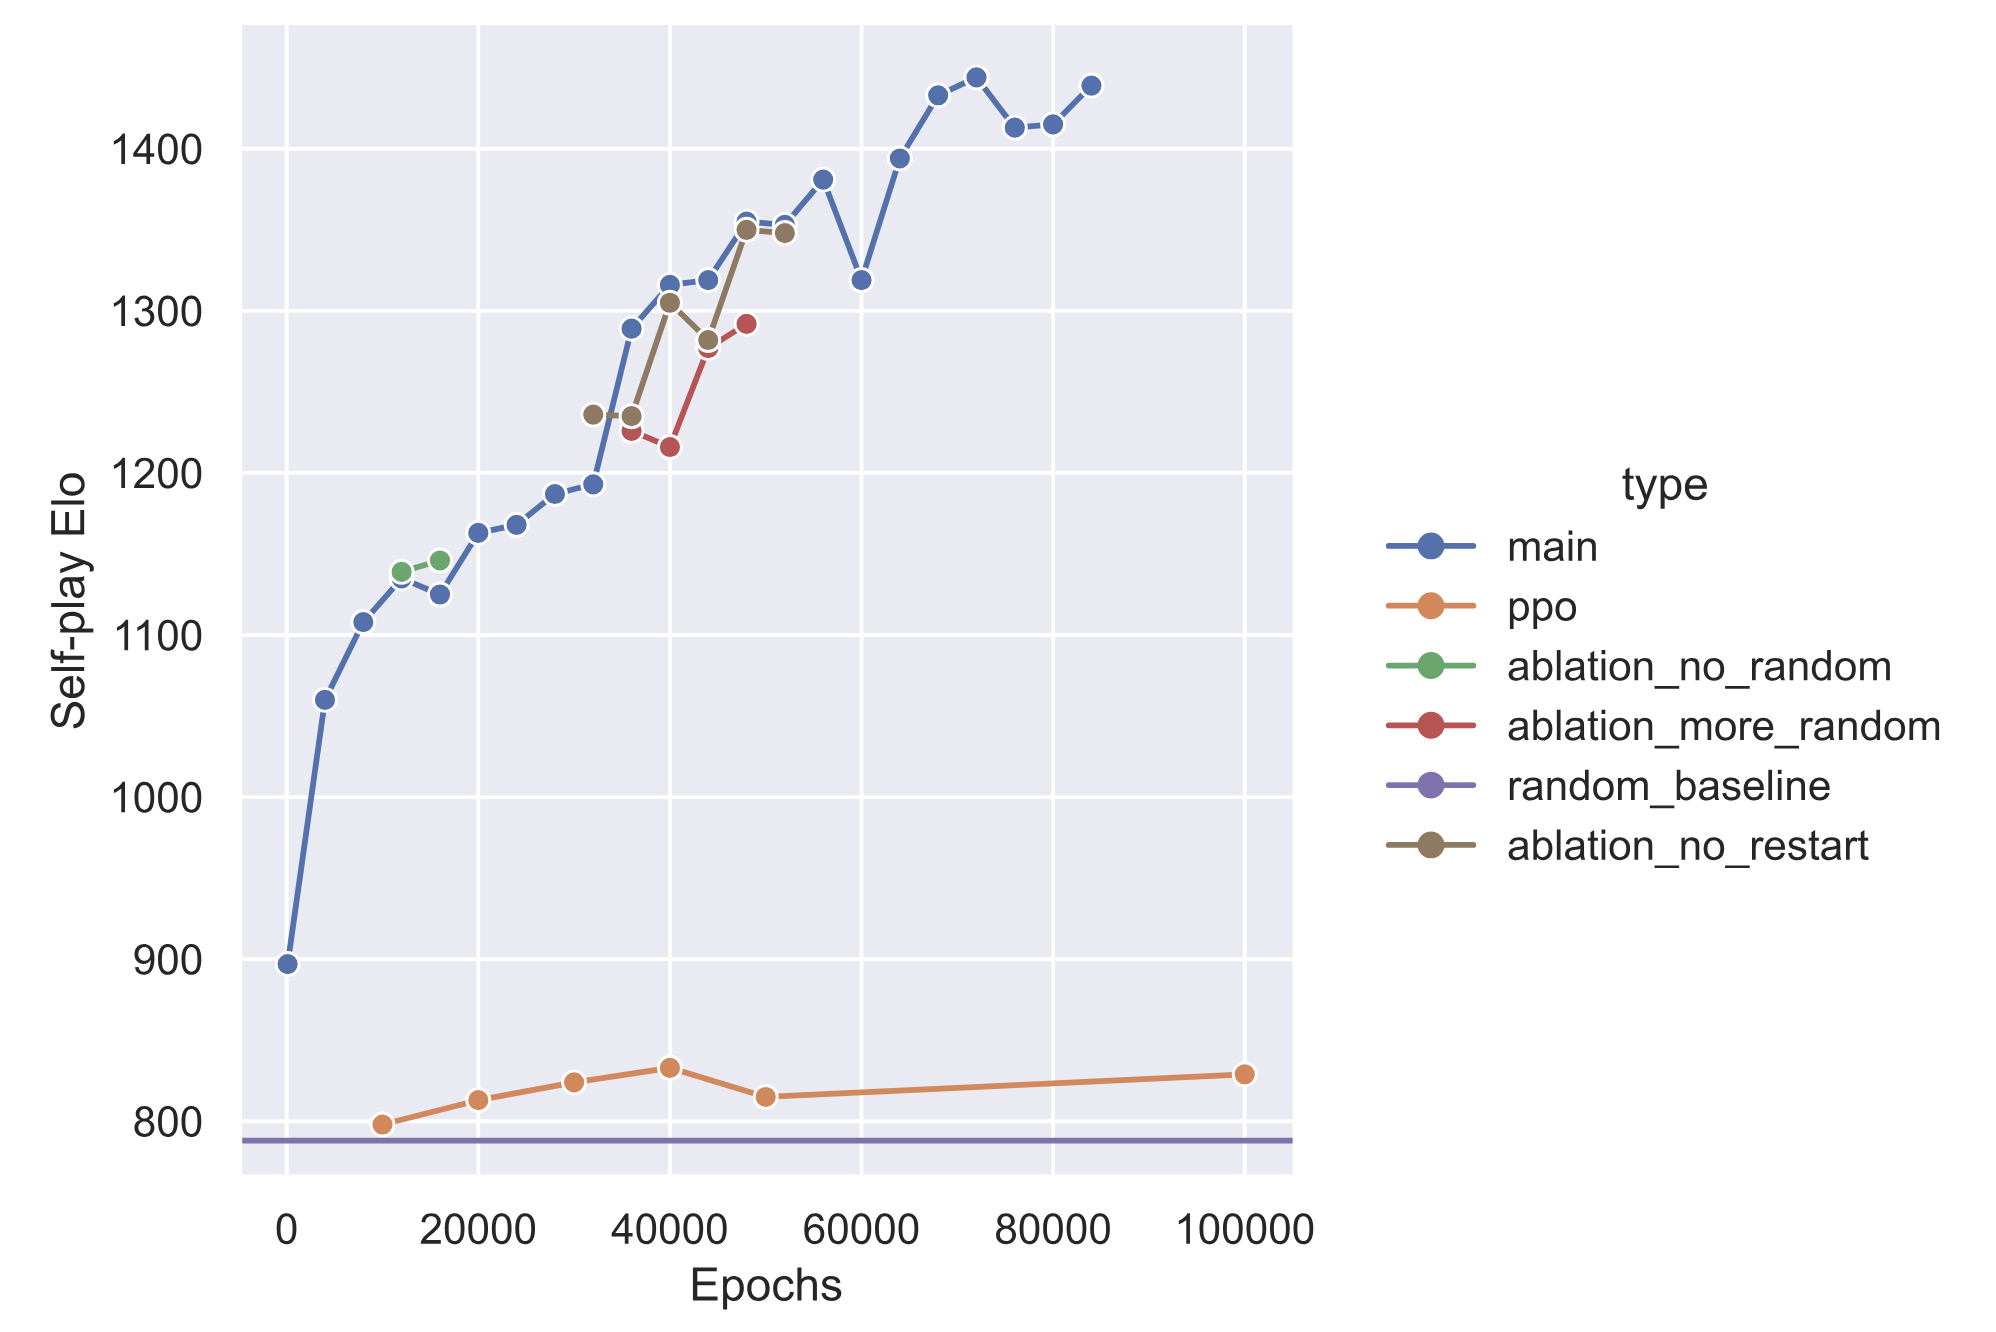 1400
1300
1200
1100
1000
900
800
Self-play Elo
0 20000 40000 60000 80000 100000
Epochs
type
main
ppo
ablation_no_random
ablation_more_random
random_baseline
ablation_no_restart